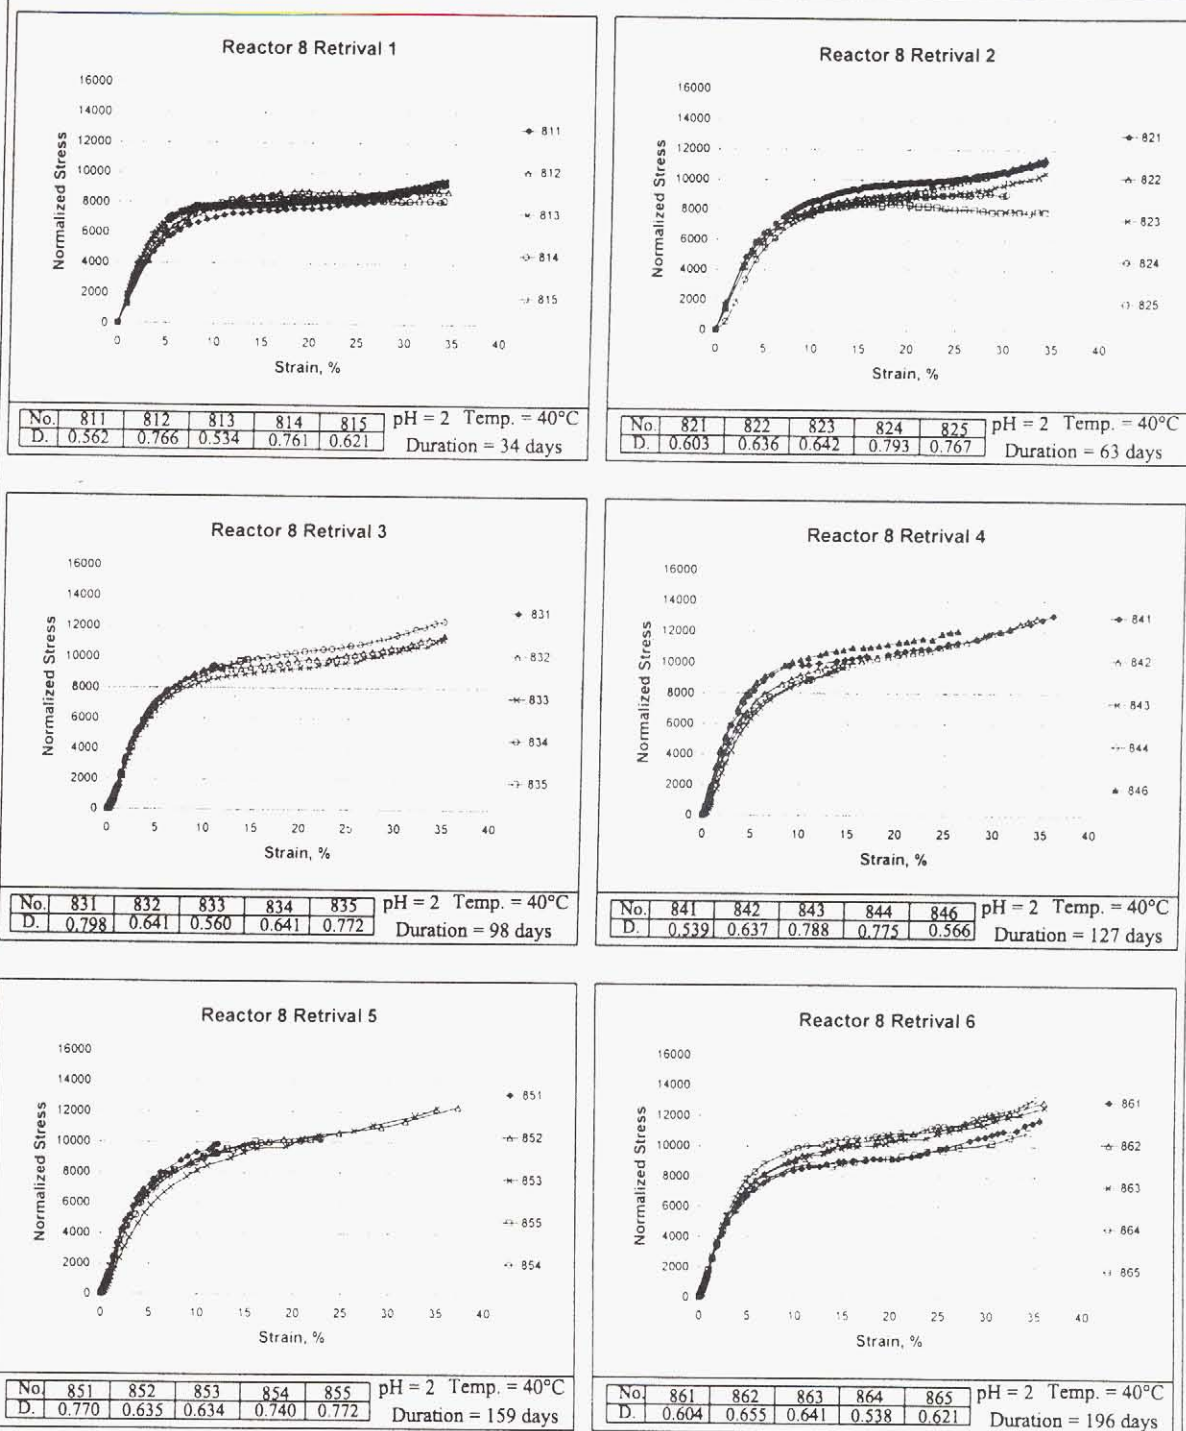 Reactor 8 Retrival 1
16000
14000
12000
10000
8000
6000
4000
2000
0
Normalized Stress
0 5 10 15 20 25 30 35 40
Strain, %
811
812
813
814
815
No. 811 812 813 814 815
D. 0.562 0.766 0.534 0.761 0.621
pH = 2 Temp. = 40°C
Duration = 34 days
Reactor 8 Retrival 2
16000
14000
12000
10000
8000
6000
4000
2000
0
Normalized Stress
0 5 10 15 20 25 30 35 40
Strain, %
821
822
823
824
825
No. 821 822 823 824 825
D. 0.603 0.636 0.642 0.793 0.767
pH = 2 Temp. = 40°C
Duration = 63 days
Reactor 8 Retrival 3
16000
14000
12000
10000
8000
6000
4000
2000
0
Normalized Stress
0 5 10 15 20 25 30 35 40
Strain, %
831
832
833
834
835
No. 831 832 833 834 835
D. 0.798 0.641 0.560 0.641 0.772
pH = 2 Temp. = 40°C
Duration = 98 days
Reactor 8 Retrival 4
16000
14000
12000
10000
8000
6000
4000
2000
0
Normalized Stress
0 5 10 15 20 25 30 35 40
Strain, %
841
842
843
844
846
No. 841 842 843 844 846
D. 0.539 0.637 0.788 0.775 0.566
pH = 2 Temp. = 40°C
Duration = 127 days
Reactor 8 Retrival 5
16000
14000
12000
10000
8000
6000
4000
2000
0
Normalized Stress
0 5 10 15 20 25 30 35 40
Strain, %
851
852
853
855
854
No. 851 852 853 854 855
D. 0.770 0.635 0.634 0.740 0.772
pH = 2 Temp. = 40°C
Duration = 159 days
Reactor 8 Retrival 6
16000
14000
12000
10000
8000
6000
4000
2000
0
Normalized Stress
0 5 10 15 20 25 30 35 40
Strain, %
861
862
863
864
865
No. 861 862 863 864 865
D. 0.604 0.655 0.641 0.538 0.621
pH = 2 Temp. = 40°C
Duration = 196 days